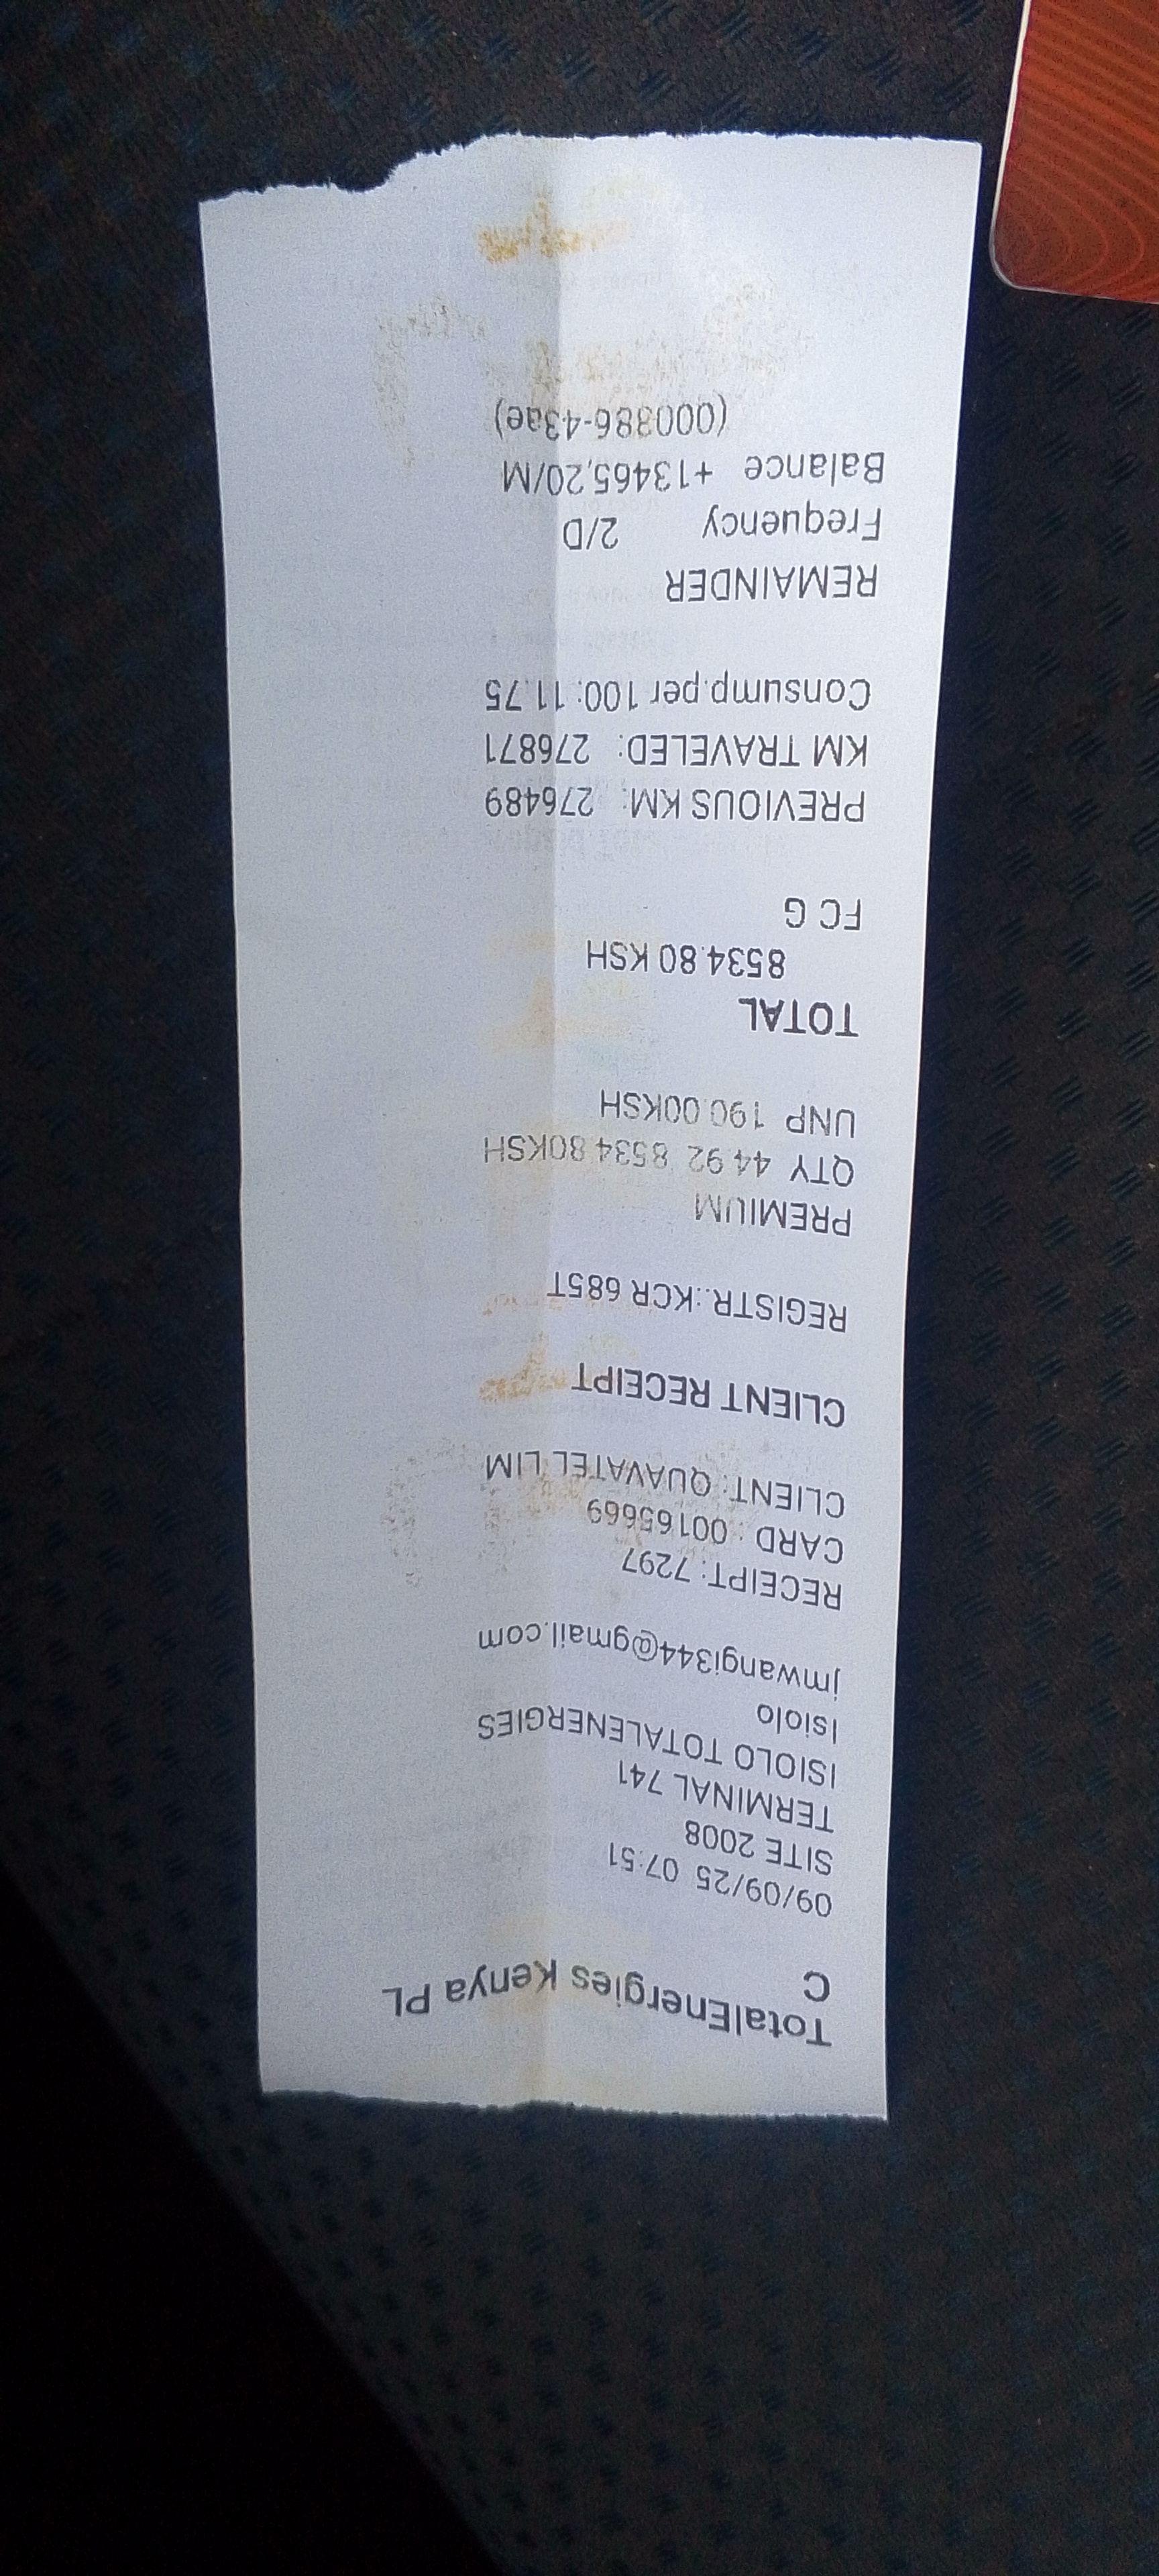 TotalEnergies Kenya PL
C
09/09/25 07:51
SITE 2008
TERMINAL 741
ISIOLO TOTALENERGIES
Isiolo
jmwangi344@gmail.com
RECEIPT: 7297
CARD : 00165669
CLIENT: QUAVATEL LIM
CLIENT RECEIPT
REGISTR.:KCR 685T
PREMIUM
QTY 44.92 8534.80KSH
UNP 190.00KSH
TOTAL
8534.80 KSH
FC G
PREVIOUS KM: 276489
KM TRAVELED: 276871
Consump.per 100: 11.75
REMAINDER
Frequency 2/D
Balance +13465,20/M
(000386-43ae)